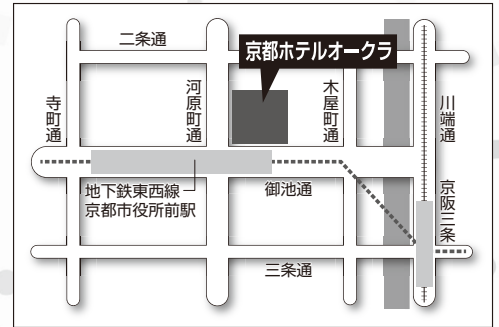 二条通
京都ホテルオークラ
寺町通
河原町通
木屋町通
川端通
地下鉄東西線
京都市役所前駅
御池通
京阪三条
三条通